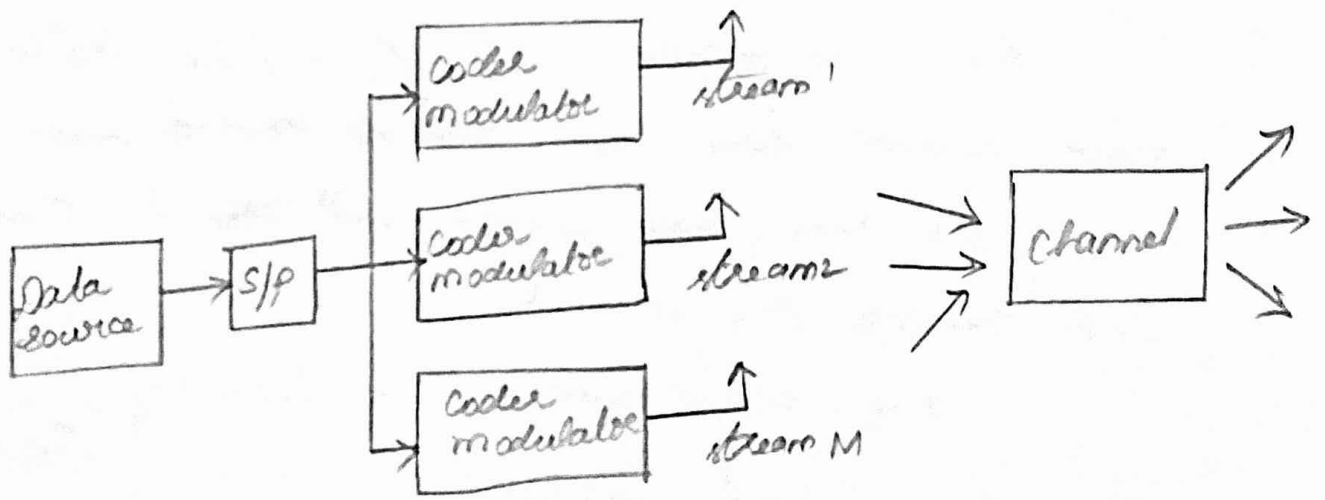 Coder
modulator
stream 1
Data
source
S/P
Coder
modulator
stream 2
Channel
Coder
modulator
stream M